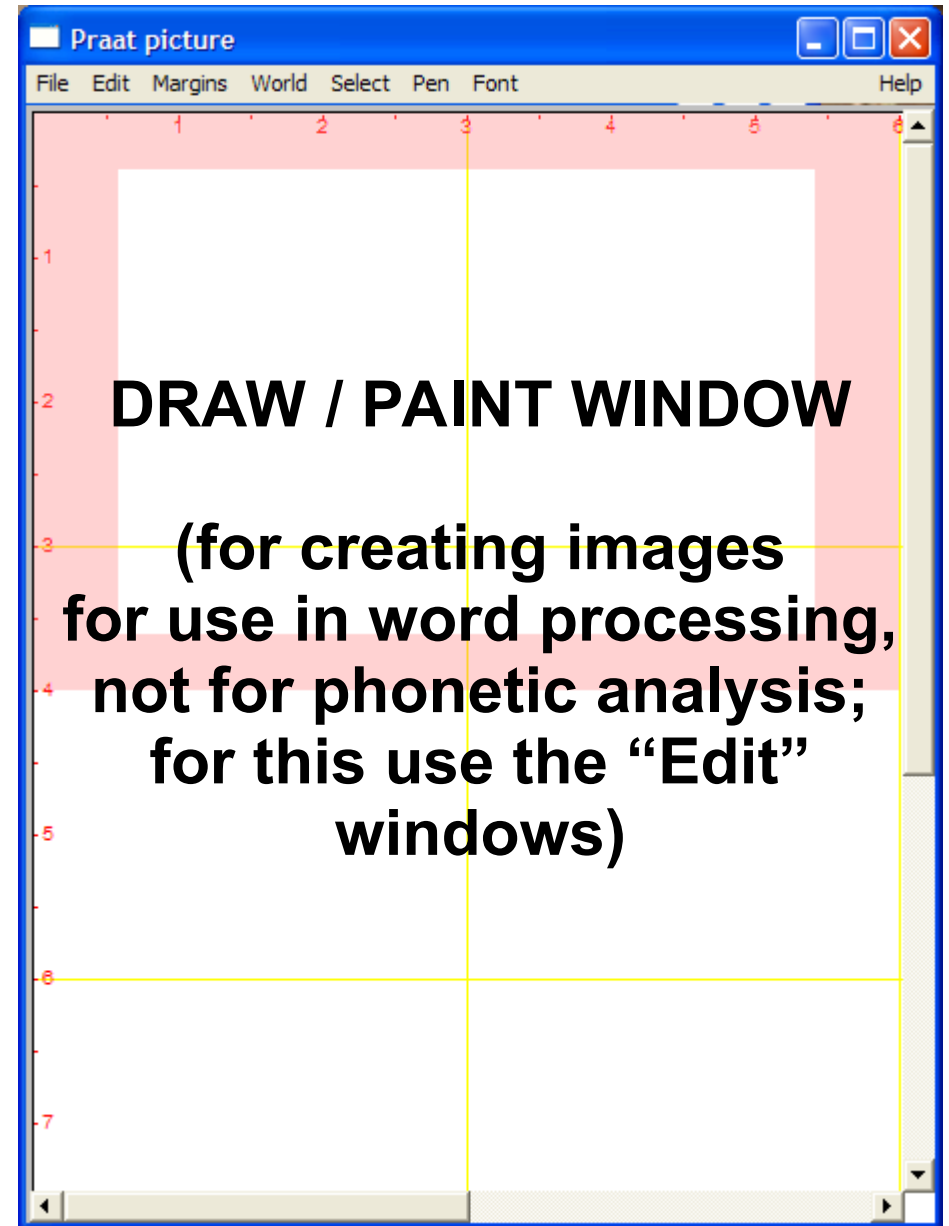 Praat picture
File Edit Margins World Select Pen Font Help
1 2 3 4 5 6
1
2
DRAW / PAINT WINDOW
3
(for creating images
for use in word processing,
4
not for phonetic analysis;
for this use the “Edit”
5
windows)
6
7